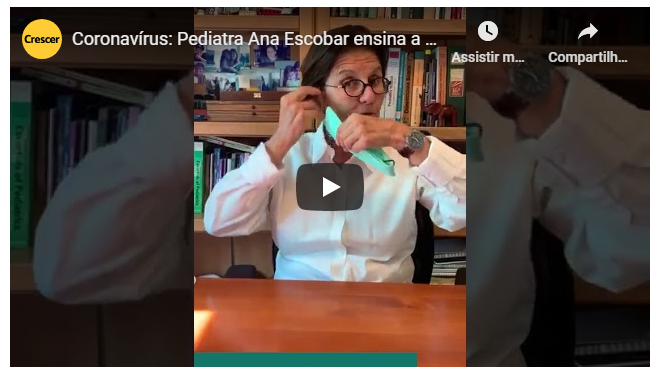 Crescer
Coronavírus: Pediatra Ana Escobar ensina a ...
Assistir m...
Compartilh...